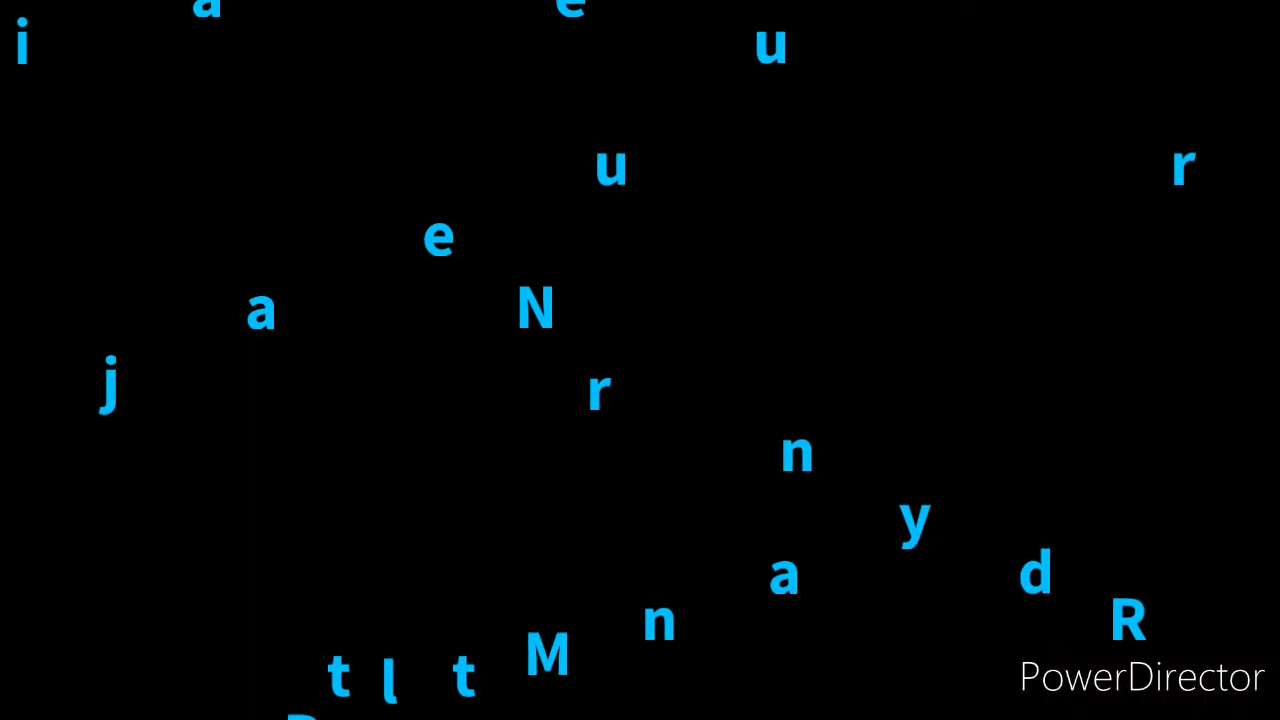 a e
i u
u r
e
a N
j r
n
y
a d
n R
t l t M
PowerDirector